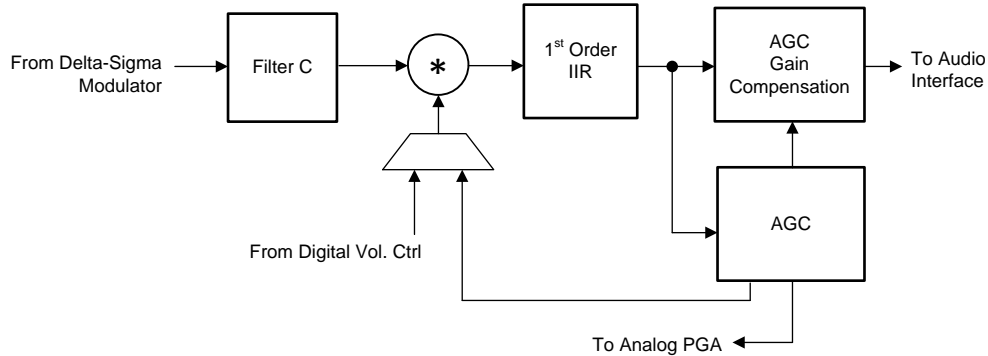 From Delta-Sigma
Modulator
Filter C
*
1st Order
IIR
AGC
Gain
Compensation
To Audio
Interface
AGC
From Digital Vol. Ctrl
To Analog PGA